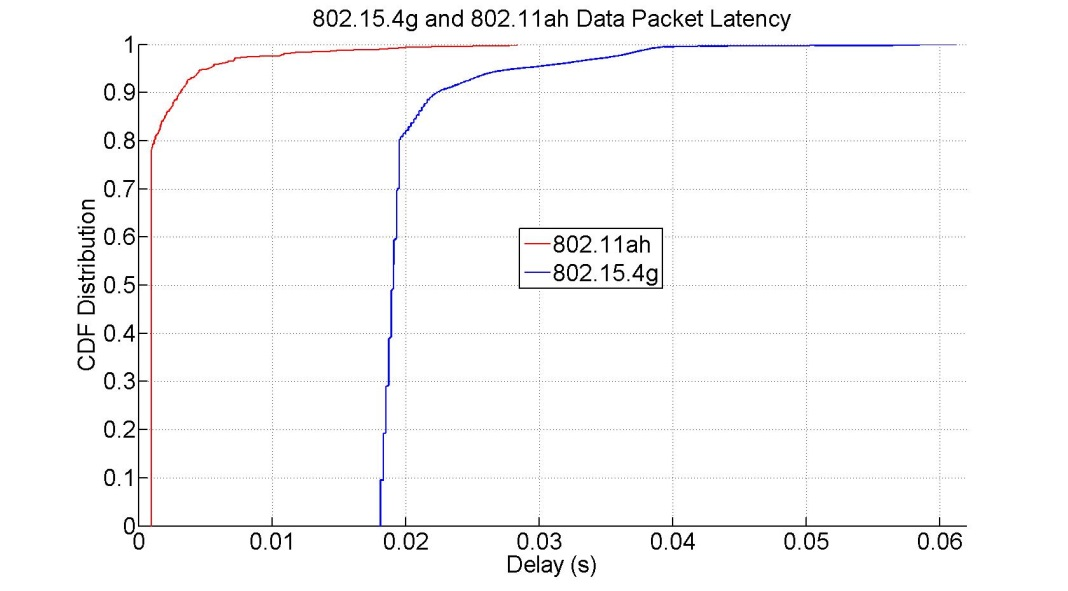 802.15.4g and 802.11ah Data Packet Latency
1
0.9
0.8
0.7
0.6
0.5
0.4
0.3
0.2
0.1
0
CDF Distribution
802.11ah
802.15.4g
0 0.01 0.02 0.03 0.04 0.05 0.06
Delay (s)